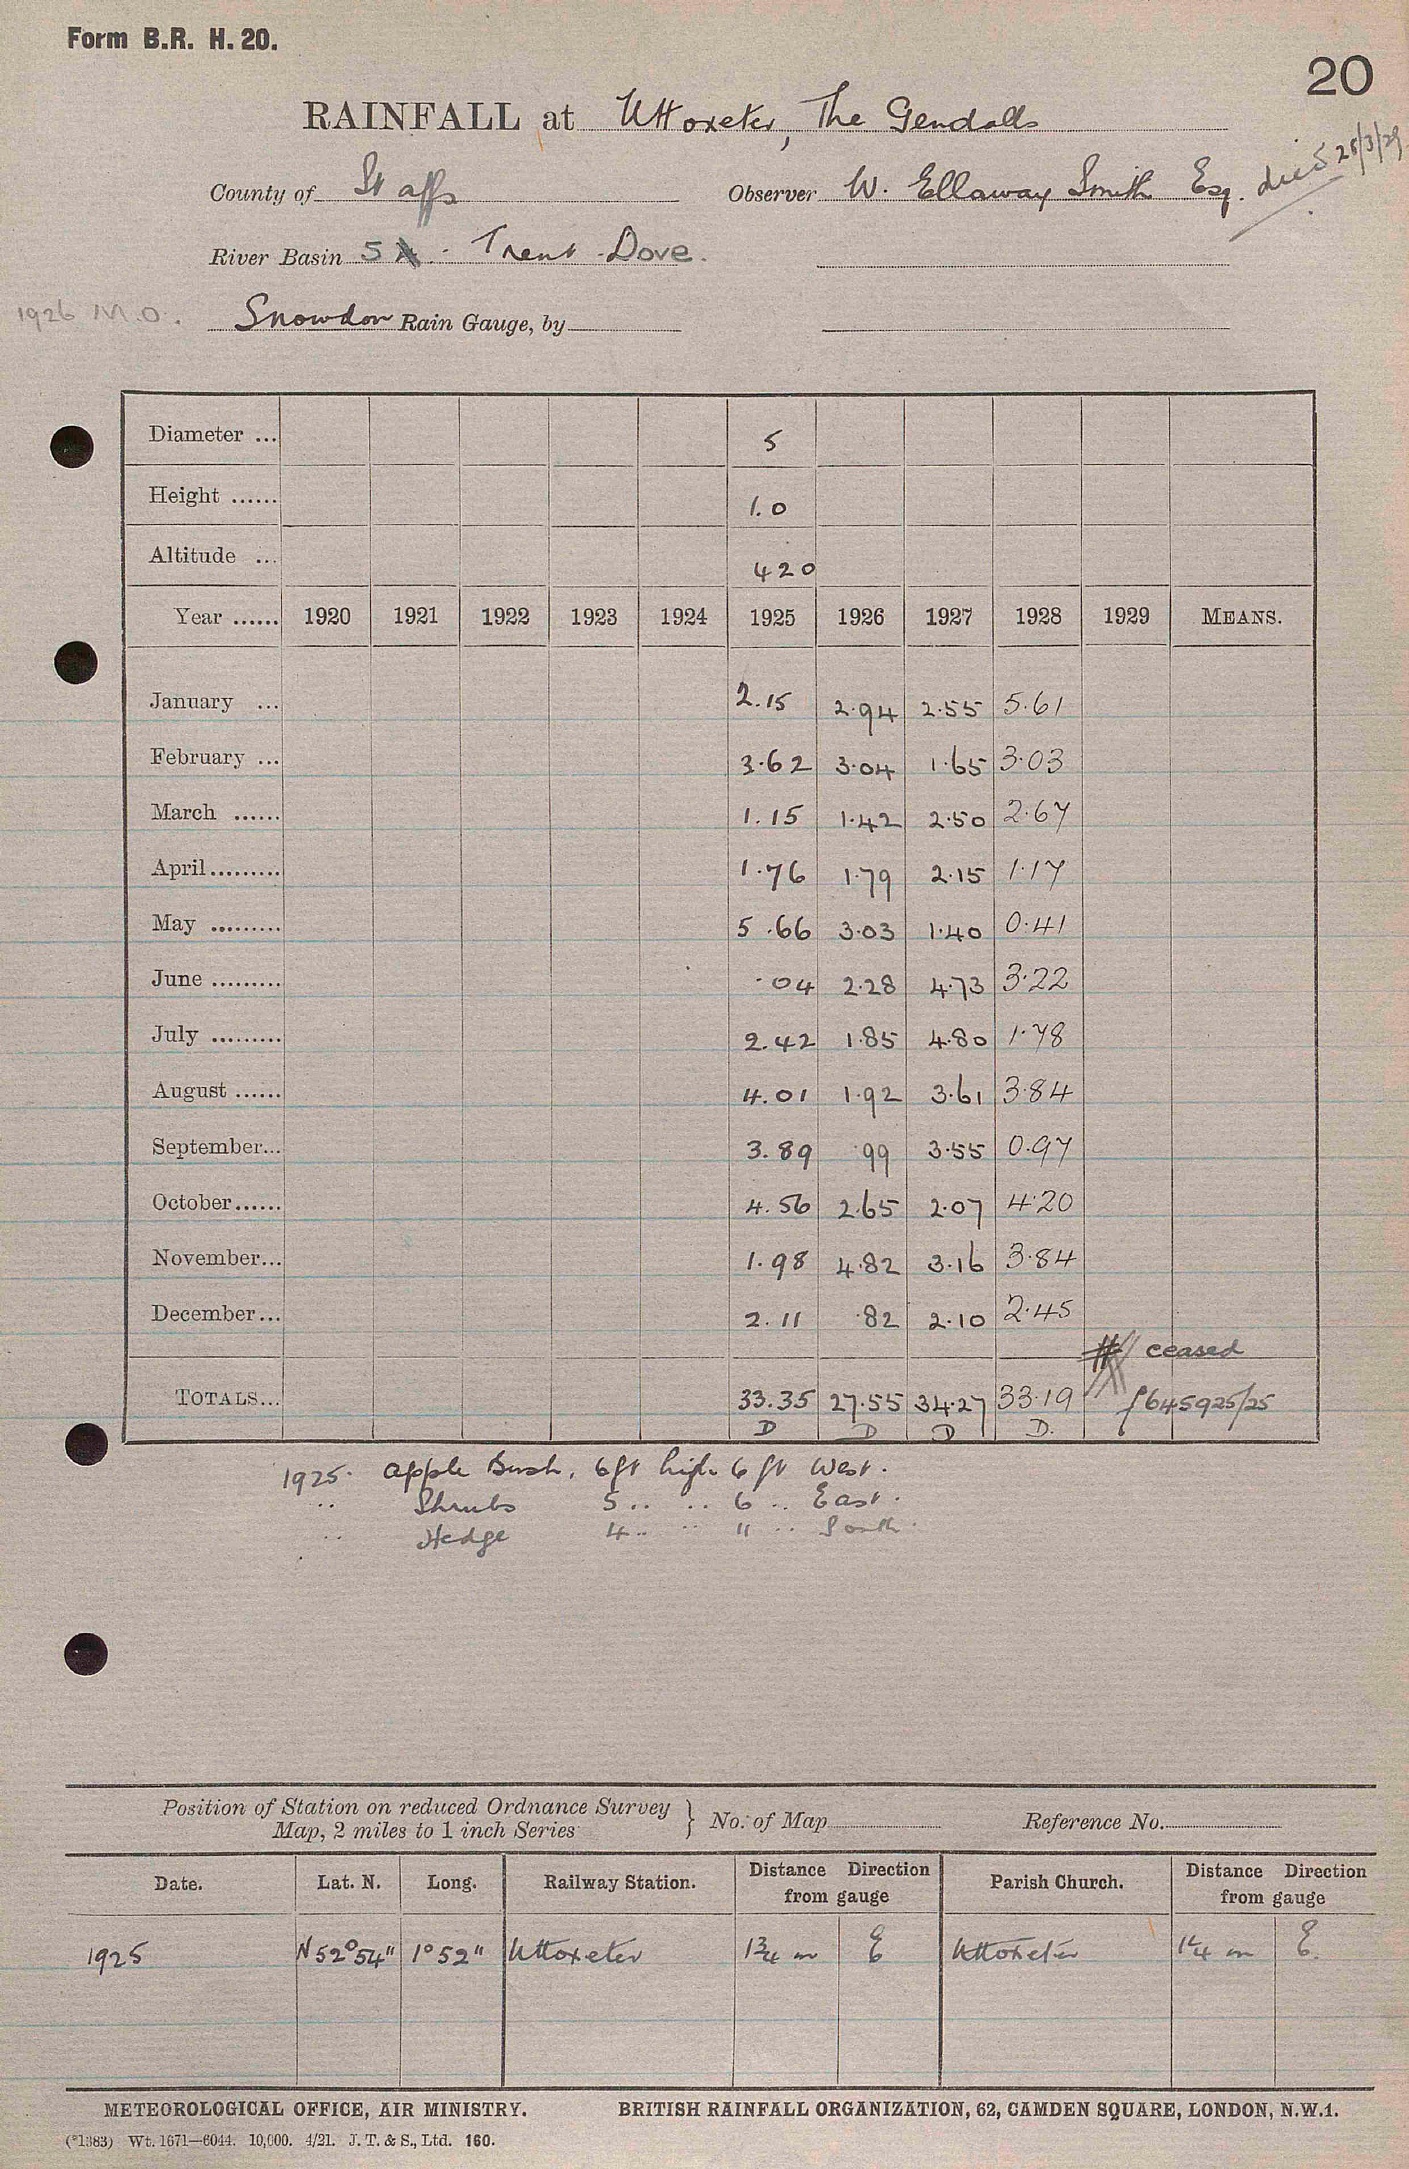 Form B.R. H. 20.
20
RAINFALL at Uttoxeter, The Gendalls
County of Staffs Observer W. Ellaway Smith Esq. died 28/3/29
River Basin 5 - Trent - Dove.
1926 M.O. Snowdon Rain Gauge, by
Diameter ... 5
Height ...... 1.0
Altitude ... 420
Year ...... 1920 1921 1922 1923 1924 1925 1926 1927 1928 1929 MEANS.
January ... 2.15 2.94 2.55 5.61
February ... 3.62 3.04 1.65 3.03
March ...... 1.15 1.42 2.50 2.67
April ......... 1.76 1.79 2.15 1.17
May ......... 5.66 3.03 1.40 0.41
June ......... .04 2.28 4.73 3.22
July ......... 2.42 1.85 4.80 1.78
August ...... 4.01 1.92 3.61 3.84
September... 3.89 .99 3.55 0.97
October...... 4.56 2.65 2.07 4.20
November... 1.98 4.82 3.16 3.84
December... 2.11 .82 2.10 2.45
ceased
TOTALS... 33.35 27.55 34.27 33.19 645925/25
D D D D.
1925. Apple Bush, 6ft high 6 ft West.
" Shrubs 5 .. .. 6 .. East.
" Hedge 4 .. .. 11 .. South.
Position of Station on reduced Ordnance Survey Map, 2 miles to 1 inch Series } No. of Map Reference No.
Date. Lat. N. Long. Railway Station. Distance Direction from gauge Parish Church. Distance Direction from gauge
1925 N 52°54" 1°52" Uttoxeter 1¾ m E Uttoxeter 1¼ m E.
METEOROLOGICAL OFFICE, AIR MINISTRY. BRITISH RAINFALL ORGANIZATION, 62, CAMDEN SQUARE, LONDON, N.W.1.
(*1383) Wt. 1671—6044. 10,000. 4/21. J. T. & S., Ltd. 160.